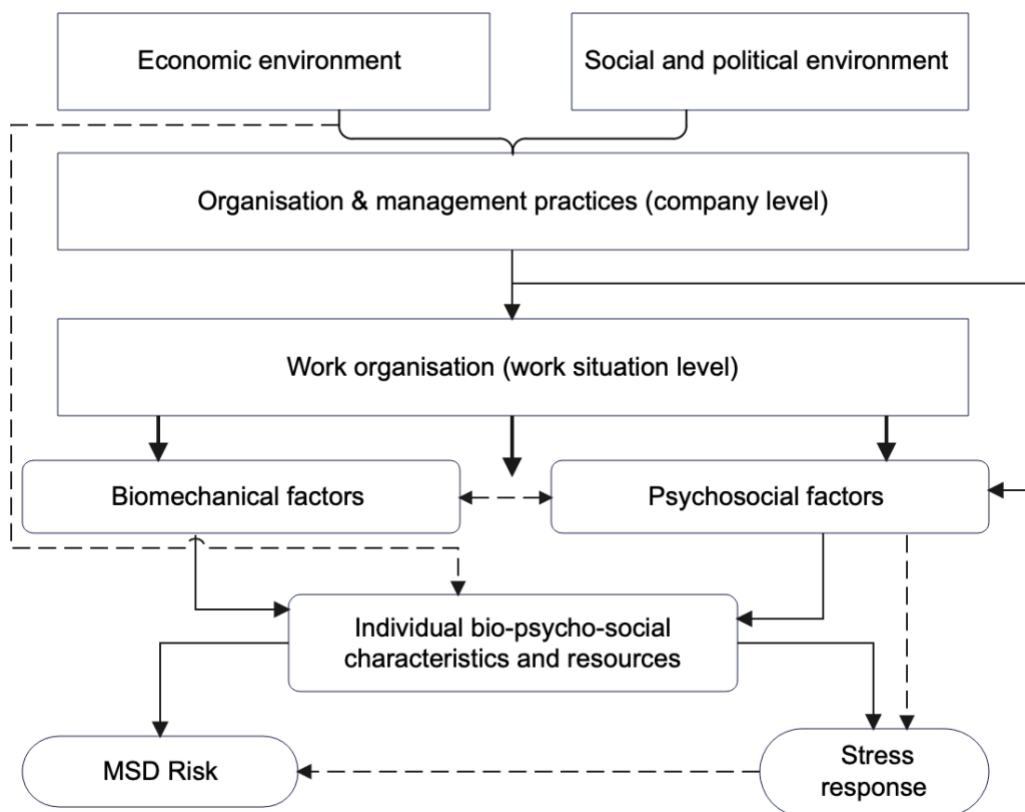 Economic environment
Social and political environment
Organisation & management practices (company level)
Work organisation (work situation level)
Biomechanical factors
Psychosocial factors
Individual bio-psycho-social
characteristics and resources
MSD Risk
Stress
response